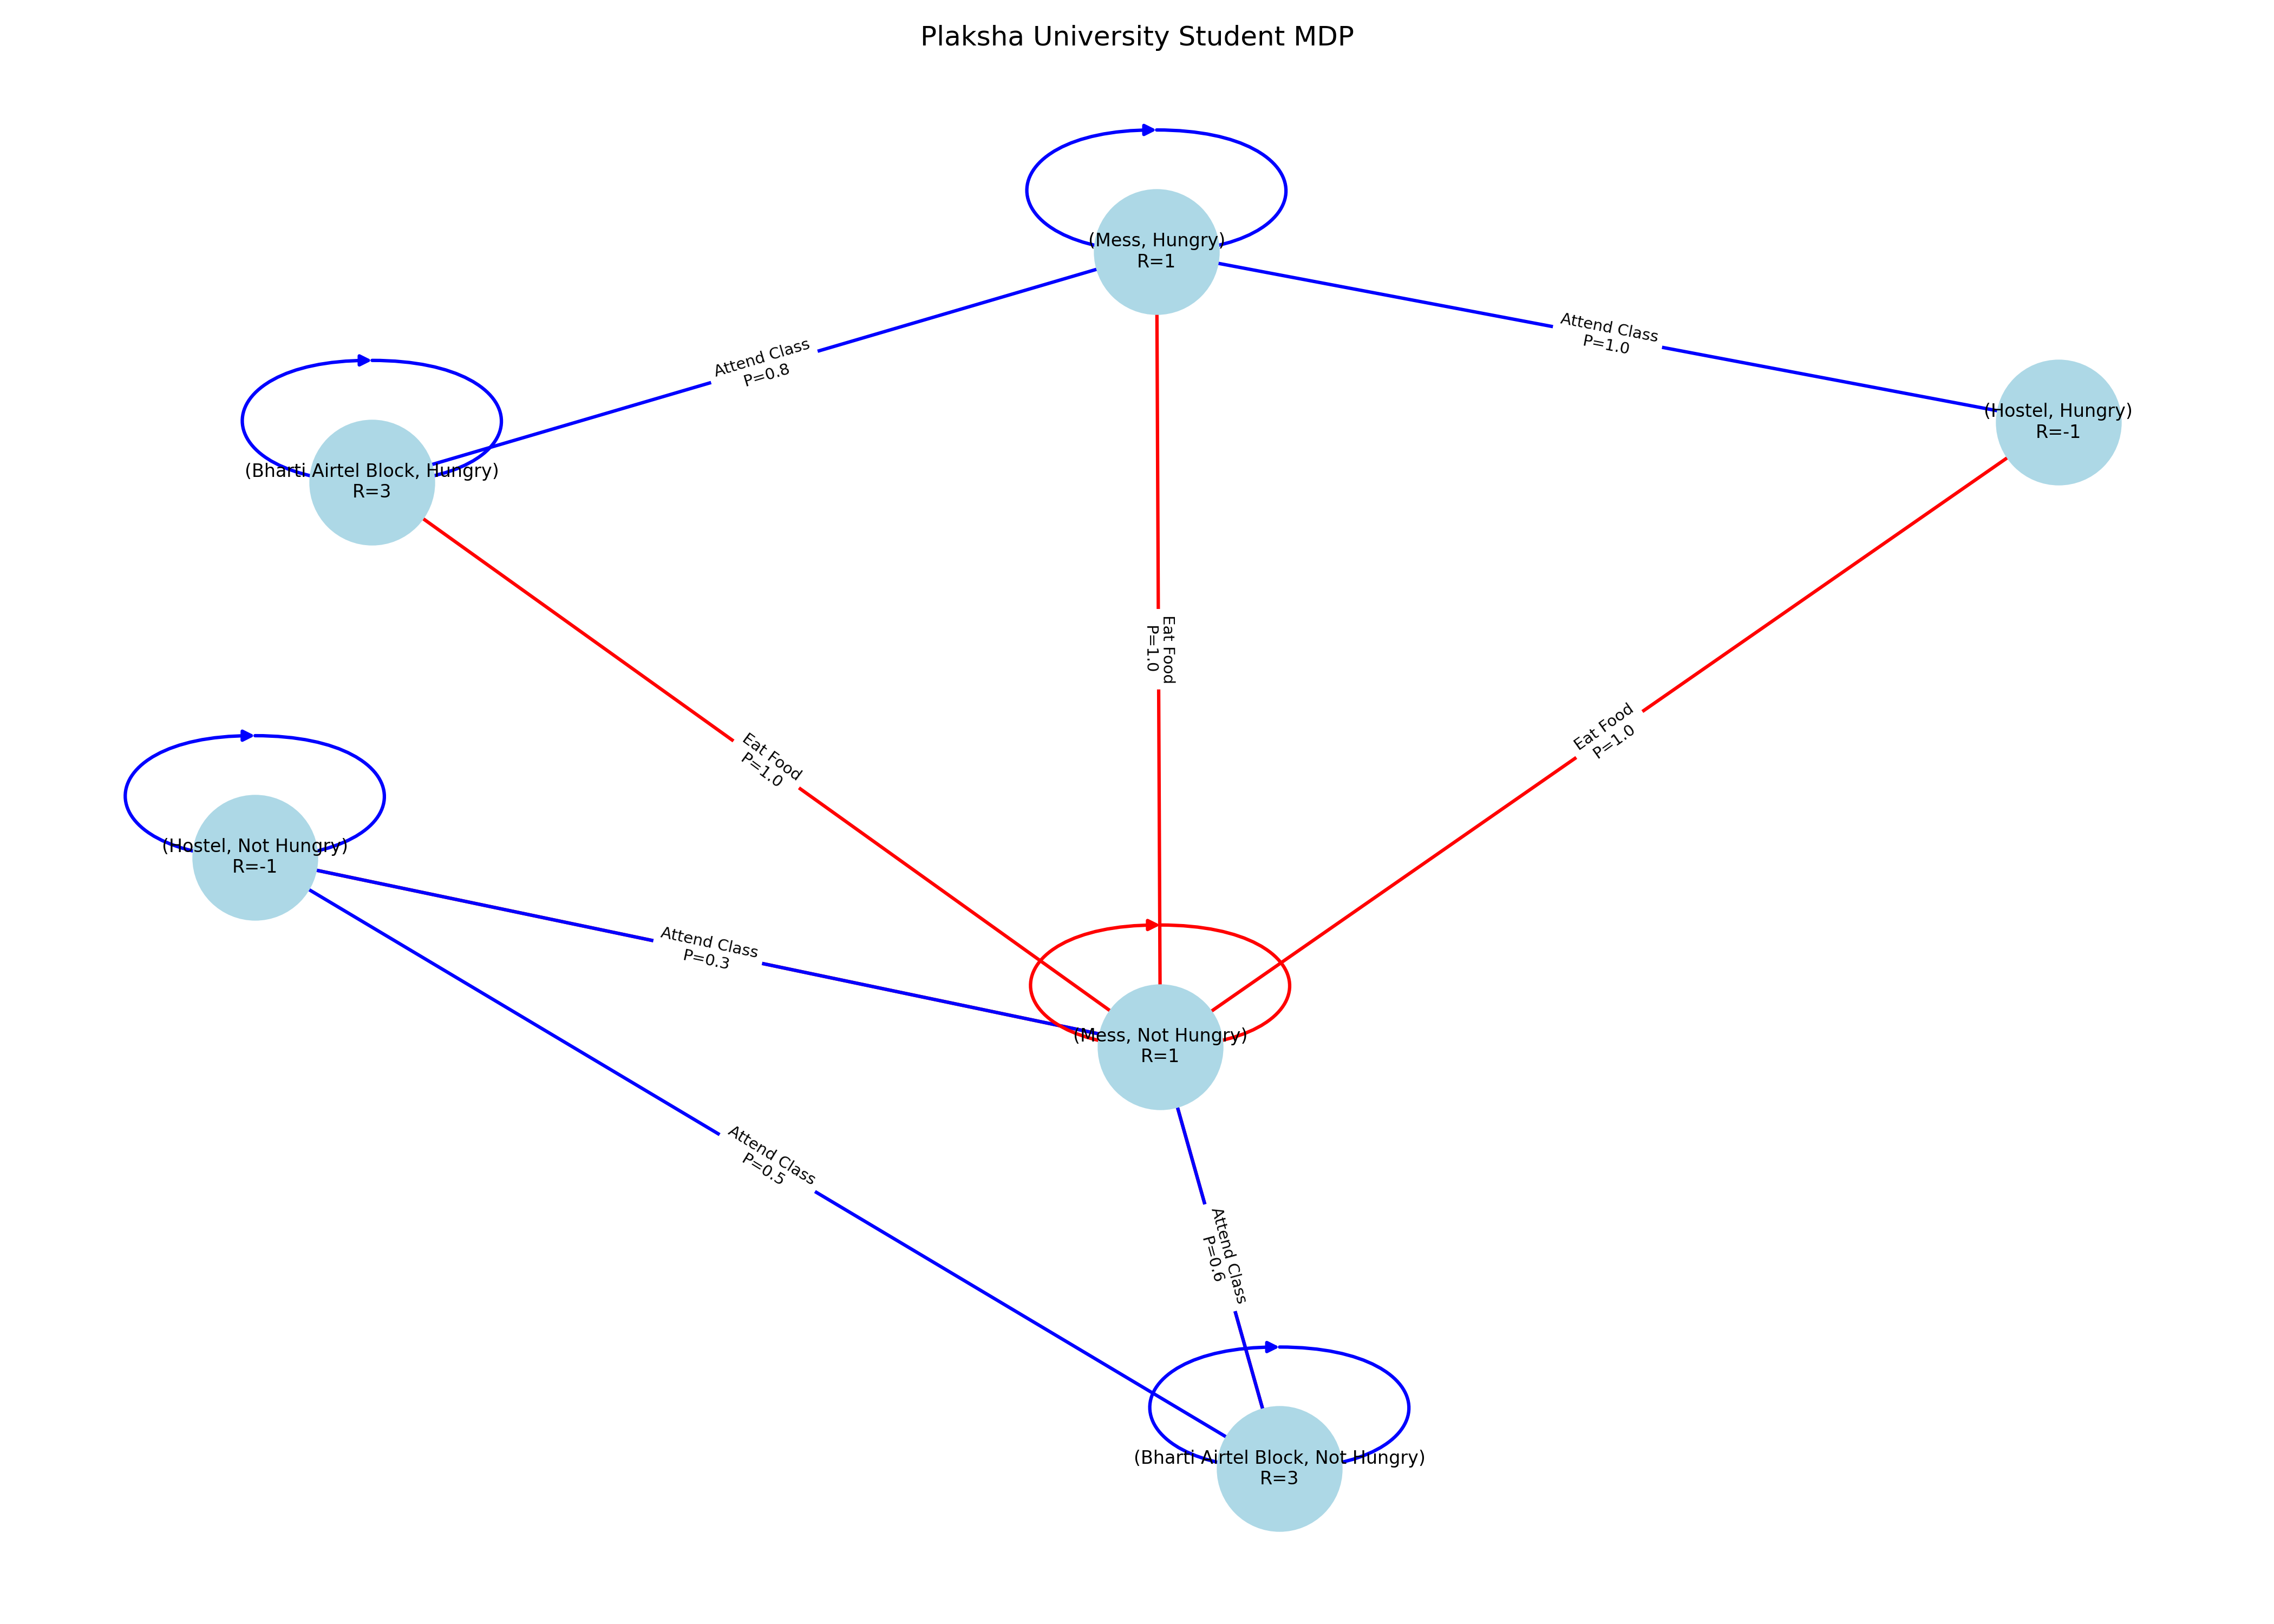 Plaksha University Student MDP
(Mess, Hungry)
R=1
Attend Class
P=1.0
Attend Class
P=0.8
(Hostel, Hungry)
R=-1
(Bharti Airtel Block, Hungry)
R=3
Eat Food
P=1.0
Eat Food
P=1.0
Eat Food
P=1.0
(Hostel, Not Hungry)
R=-1
Attend Class
P=0.3
(Mess, Not Hungry)
R=1
Attend Class
P=0.5
Attend Class
P=0.6
(Bharti Airtel Block, Not Hungry)
R=3